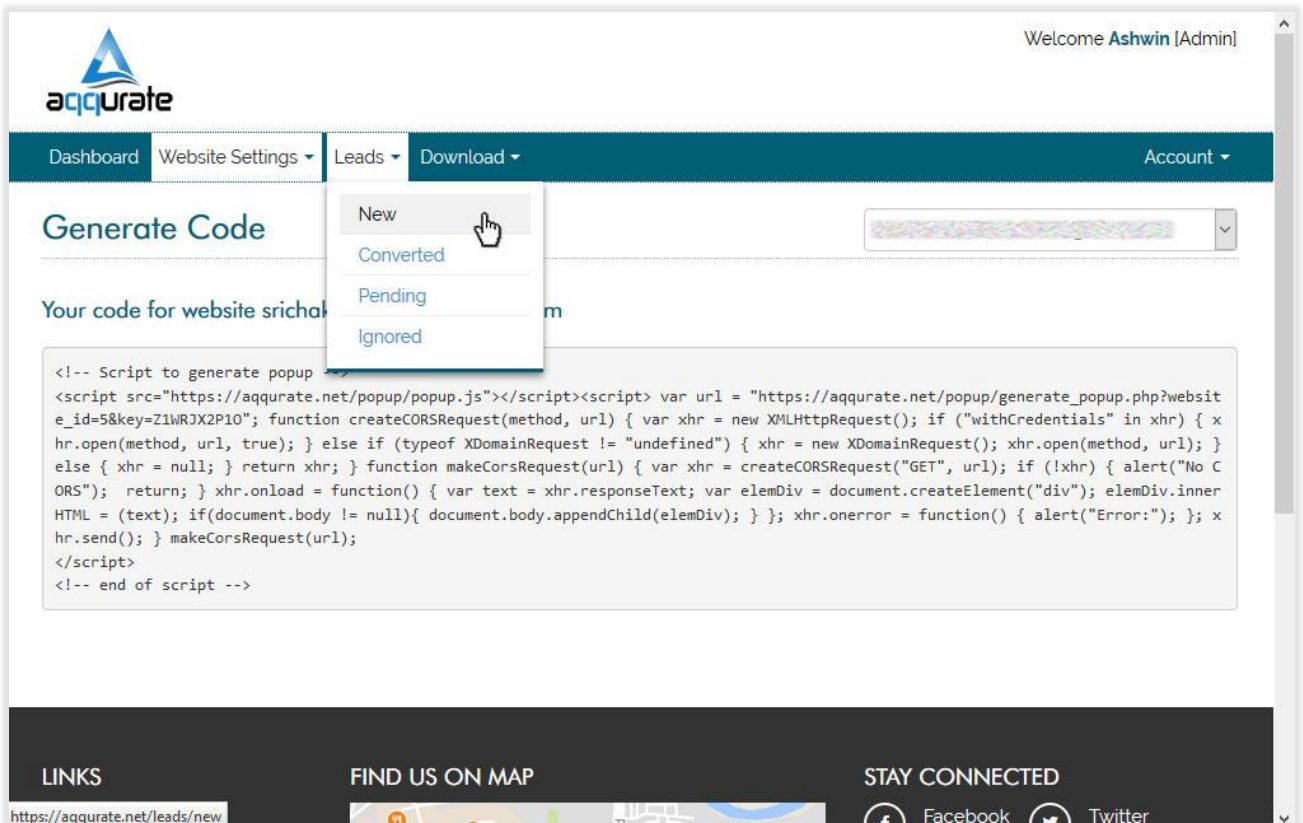 Welcome Ashwin [Admin]
aqqurate
Dashboard Website Settings Leads Download Account
New
Converted
Pending
Ignored
Generate Code
Your code for website m
<!-- Script to generate popup -->
<script src="https://aqqurate.net/popup/popup.js"></script><script> var url = "https://aqqurate.net/popup/generate_popup.php?websit
e_id=5&key=Z1WRJX2P1O"; function createCORSRequest(method, url) { var xhr = new XMLHttpRequest(); if ("withCredentials" in xhr) { x
hr.open(method, url, true); } else if (typeof XDomainRequest != "undefined") { xhr = new XDomainRequest(); xhr.open(method, url); }
else { xhr = null; } return xhr; } function makeCorsRequest(url) { var xhr = createCORSRequest("GET", url); if (!xhr) { alert("No C
ORS");  return; } xhr.onload = function() { var text = xhr.responseText; var elemDiv = document.createElement("div"); elemDiv.inner
HTML = (text); if(document.body != null){ document.body.appendChild(elemDiv); } }; xhr.onerror = function() { alert("Error:"); }; x
hr.send(); } makeCorsRequest(url);
</script>
<!-- end of script -->
LINKS FIND US ON MAP STAY CONNECTED
Facebook Twitter
https://aqqurate.net/leads/new